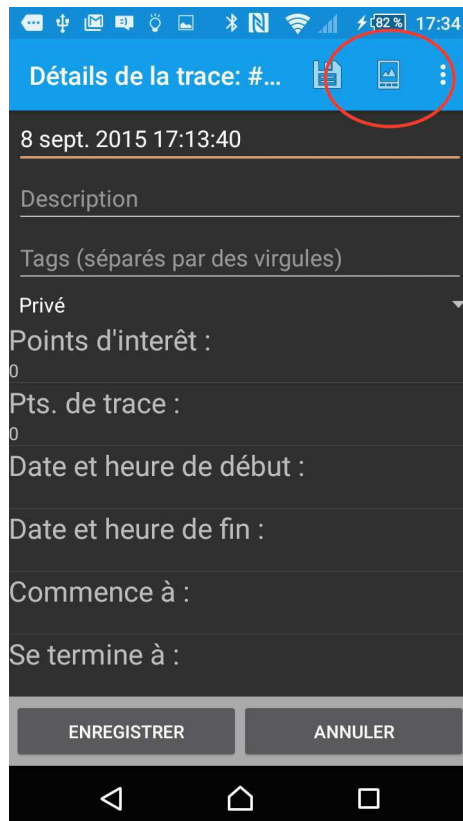 82 % 17:34
Détails de la trace: #...
8 sept. 2015 17:13:40
Description
Tags (séparés par des virgules)
Privé
Points d'interêt :
0
Pts. de trace :
0
Date et heure de début :
Date et heure de fin :
Commence à :
Se termine à :
ENREGISTRER ANNULER